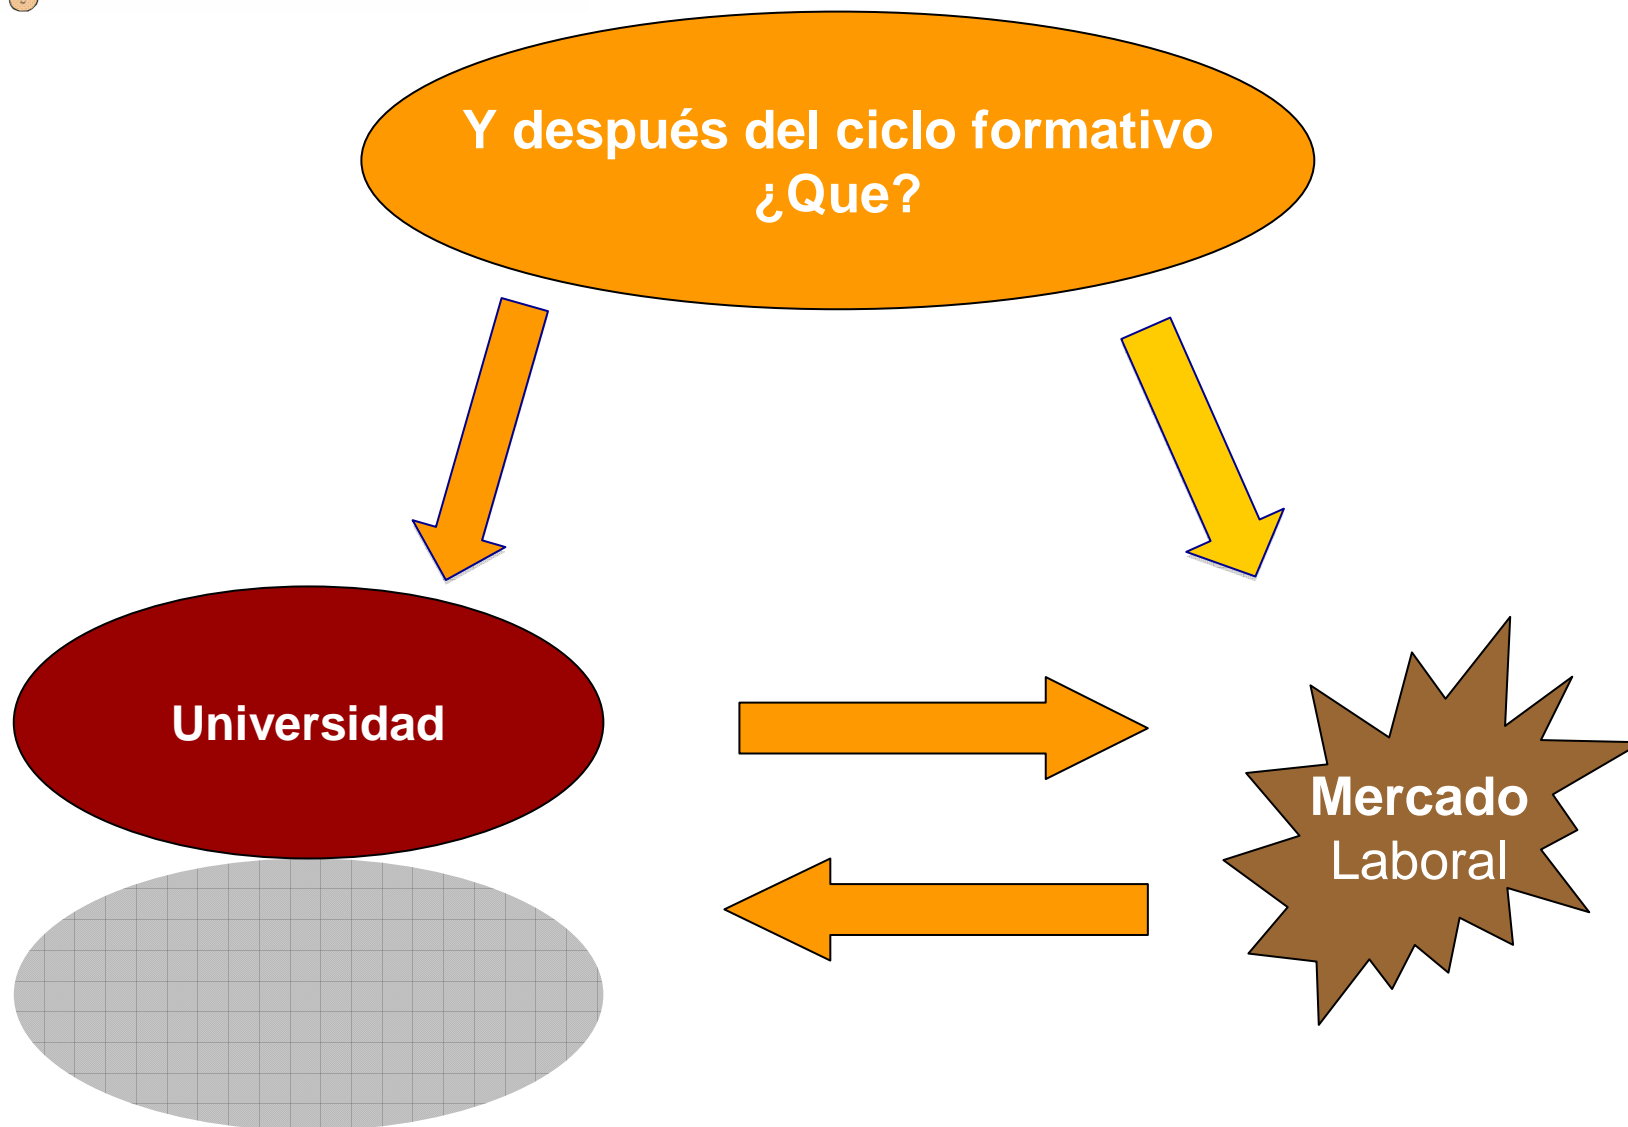 Y después del ciclo formativo
¿Que?
Universidad
Mercado
Laboral